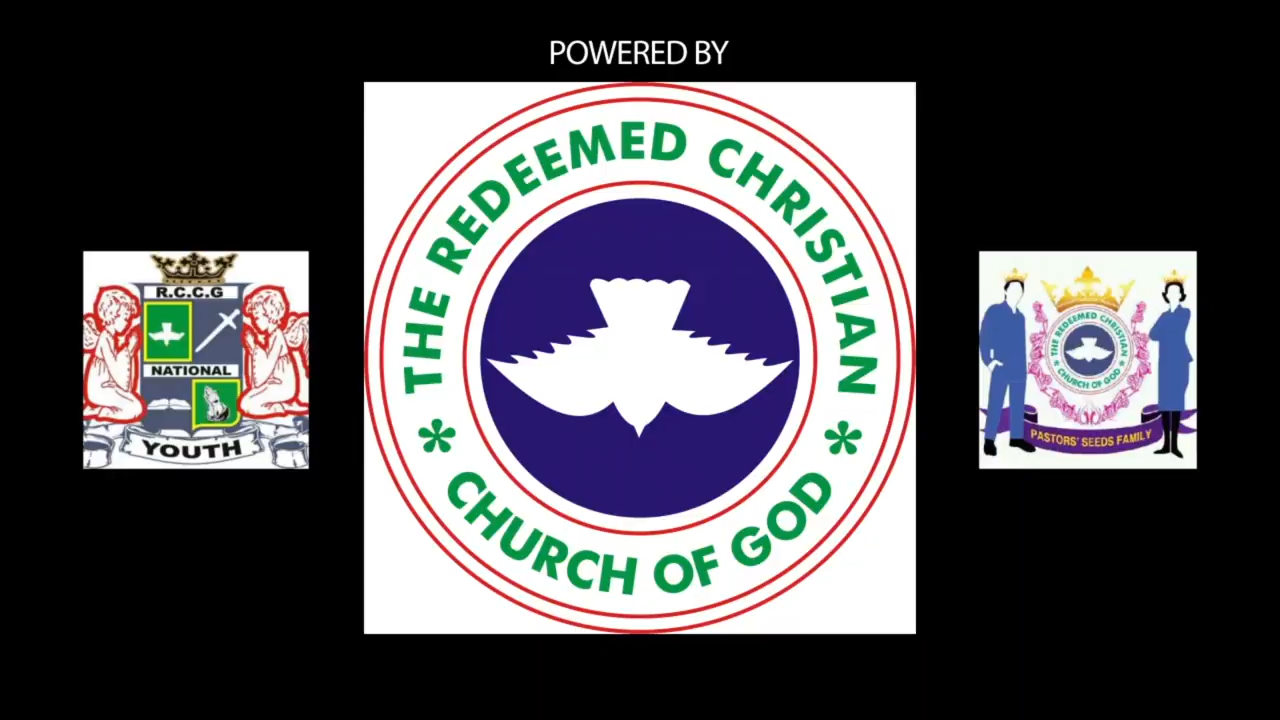 POWERED BY
THE REDEEMED CHRISTIAN
* CHURCH OF GOD *
R.C.C.G
NATIONAL
YOUTH
THE REDEEMED CHRISTIAN
* CHURCH OF GOD *
PASTORS' SEEDS FAMILY